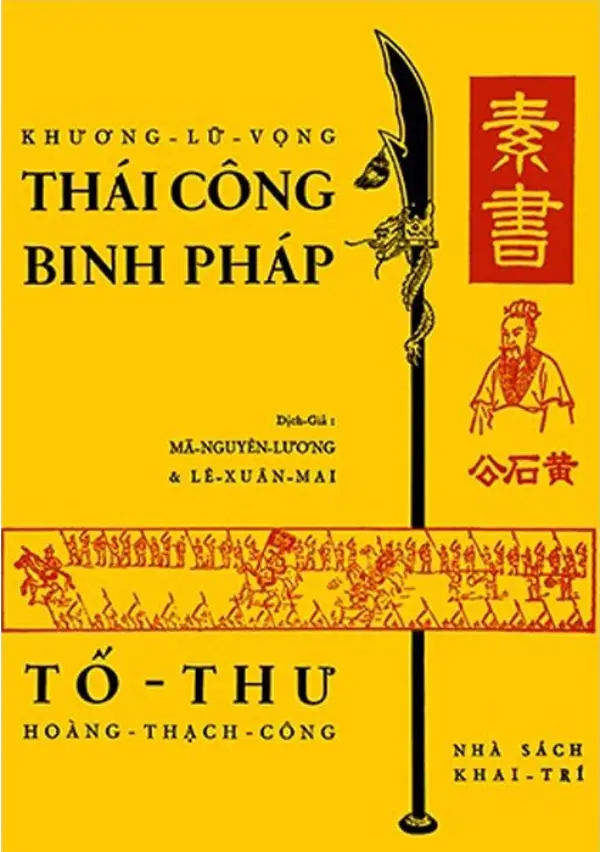 KHƯƠNG-LỮ-VỌNG
THÁI CÔNG
BINH PHÁP
素書
Dịch-Giả :
MÃ-NGUYÊN-LƯƠNG
& LÊ-XUÂN-MAI
公石黄
TỐ-THƯ
HOÀNG-THẠCH-CÔNG
NHÀ SÁCH
KHAI-TRÍ